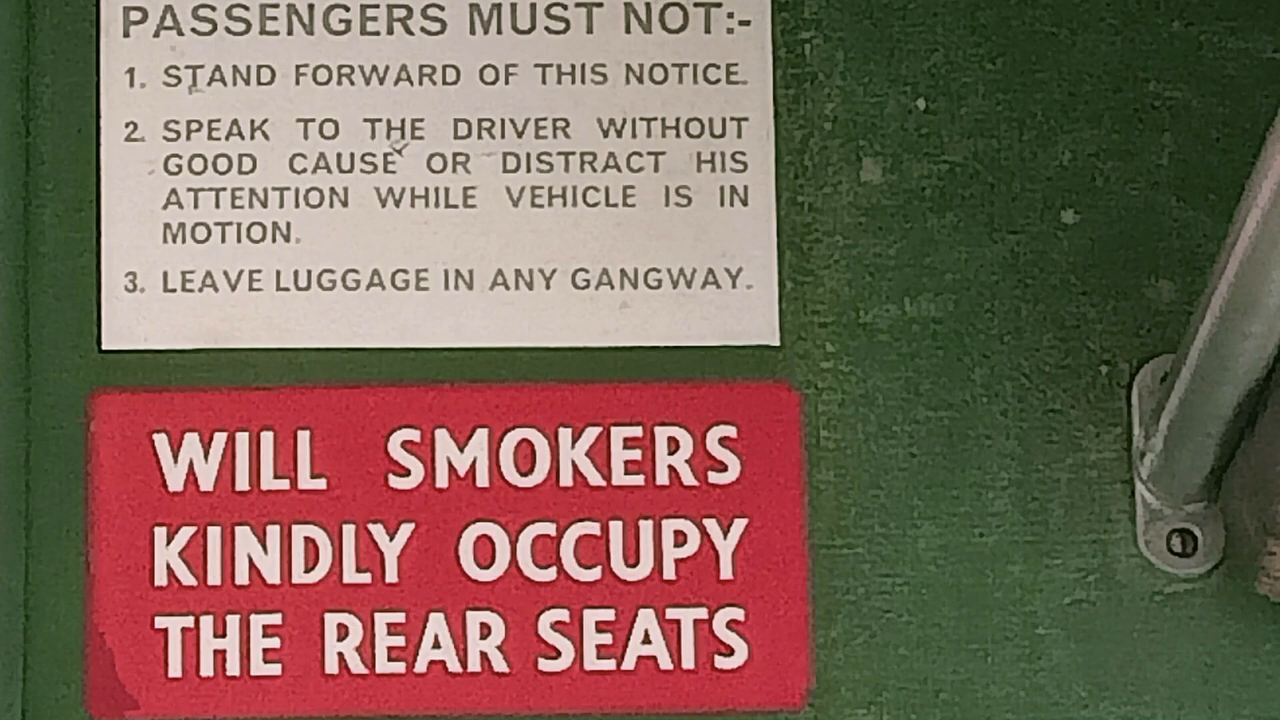 PASSENGERS MUST NOT:-
1. STAND FORWARD OF THIS NOTICE.
2. SPEAK TO THE DRIVER WITHOUT
GOOD CAUSE OR DISTRACT HIS
ATTENTION WHILE VEHICLE IS IN
MOTION.
3. LEAVE LUGGAGE IN ANY GANGWAY.
WILL SMOKERS
KINDLY OCCUPY
THE REAR SEATS